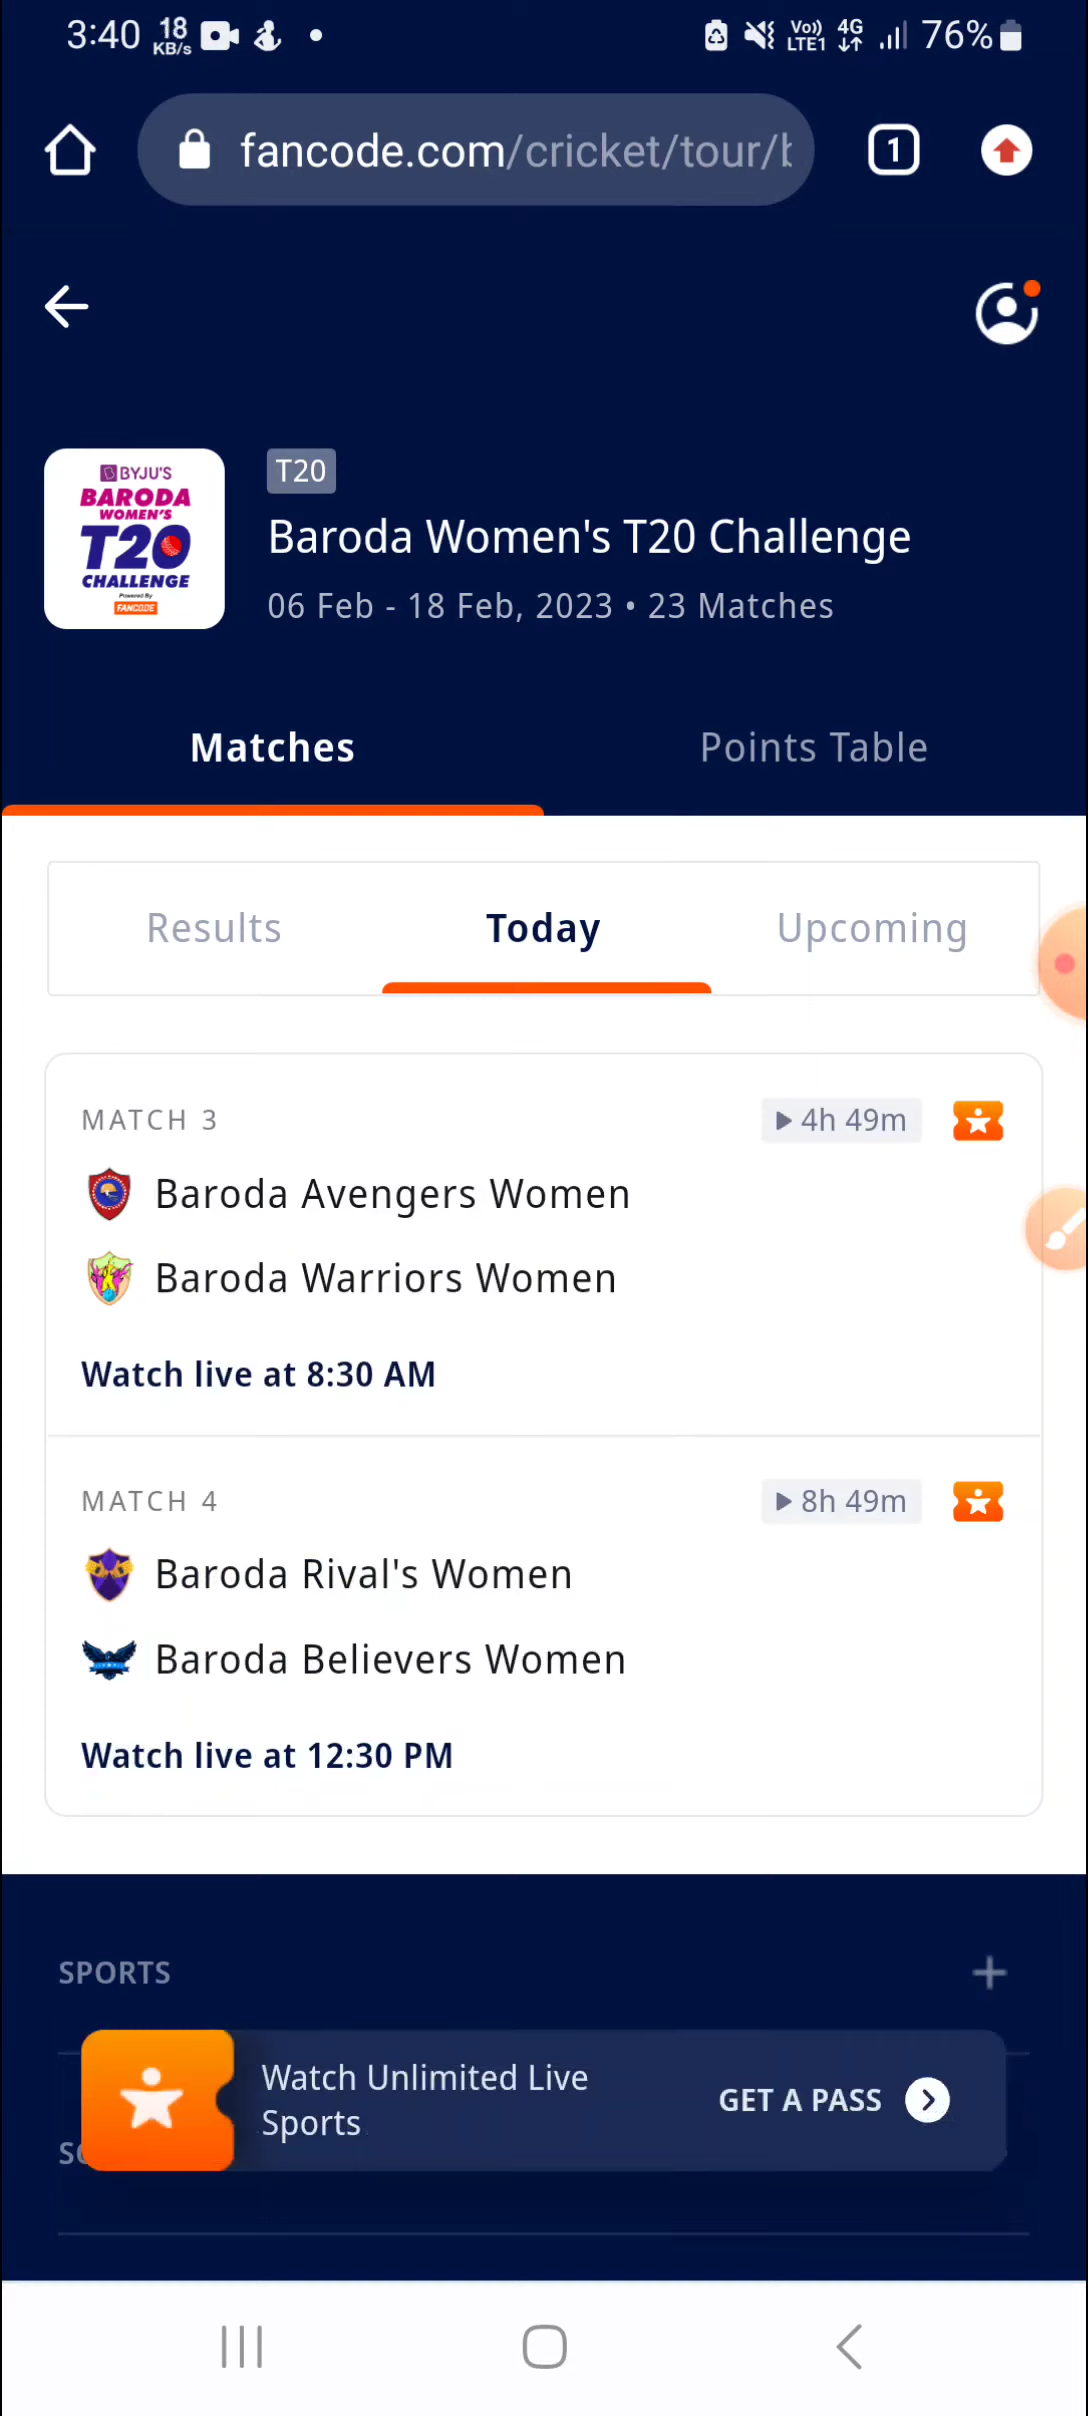 3:40 18 KB/s Vo)) LTE1 4G 76%
fancode.com/cricket/tour/b
1
BYJU'S
BARODA
WOMEN'S
T20
CHALLENGE
Powered By
FANCODE
T20
Baroda Women's T20 Challenge
06 Feb - 18 Feb, 2023 • 23 Matches
Matches Points Table
Results Today Upcoming
MATCH 3 4h 49m
Baroda Avengers Women
Baroda Warriors Women
Watch live at 8:30 AM
MATCH 4 8h 49m
Baroda Rival's Women
Baroda Believers Women
Watch live at 12:30 PM
SPORTS
Watch Unlimited Live
Sports
GET A PASS